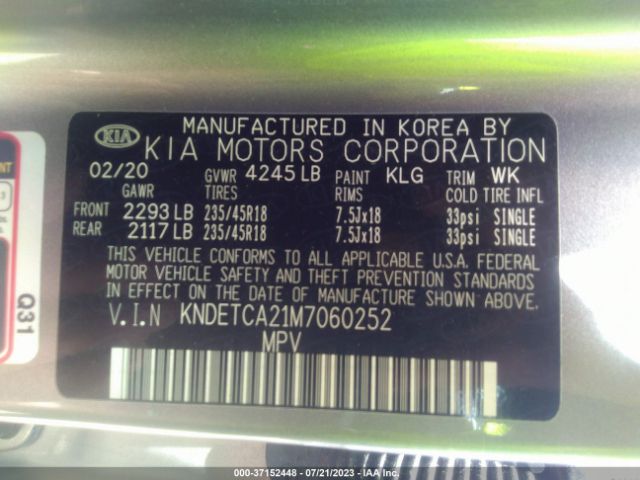 MANUFACTURED IN KOREA BY
KIA
KIA MOTORS CORPORATION
02/20 GVWR 4245 LB PAINT KLG TRIM WK
GAWR TIRES RIMS COLD TIRE INFL
FRONT 2293 LB 235/45R18 7.5Jx18 33psi SINGLE
REAR 2117 LB 235/45R18 7.5Jx18 33psi SINGLE
THIS VEHICLE CONFORMS TO ALL APPLICABLE U.S.A. FEDERAL
MOTOR VEHICLE SAFETY AND THEFT PREVENTION STANDARDS
IN EFFECT ON THE DATE OF MANUFACTURE SHOWN ABOVE.
V.I.N KNDETCA21M7060252
MPV
Q31
000-37152448 - 07/21/2023 - IAA Inc.